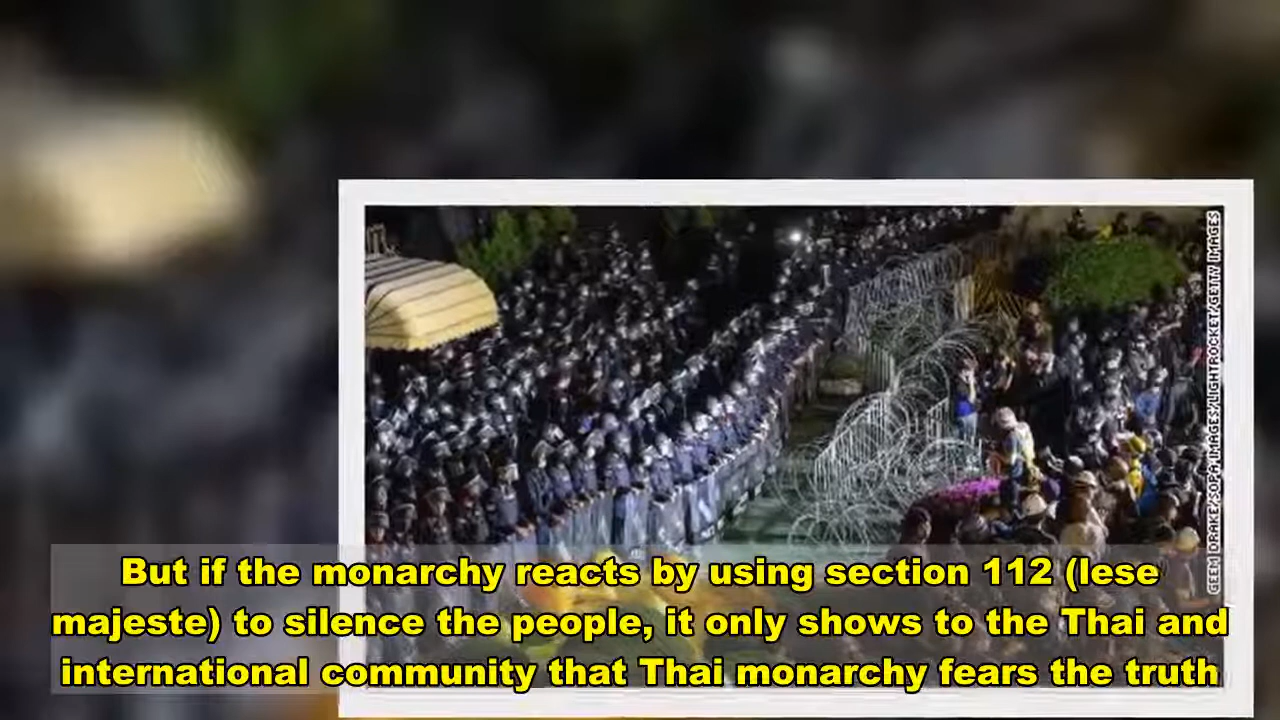 GEEM DRAKE/SOPA IMAGES/LIGHTROCKET/GETTY IMAGES
But if the monarchy reacts by using section 112 (lese
majeste) to silence the people, it only shows to the Thai and
international community that Thai monarchy fears the truth